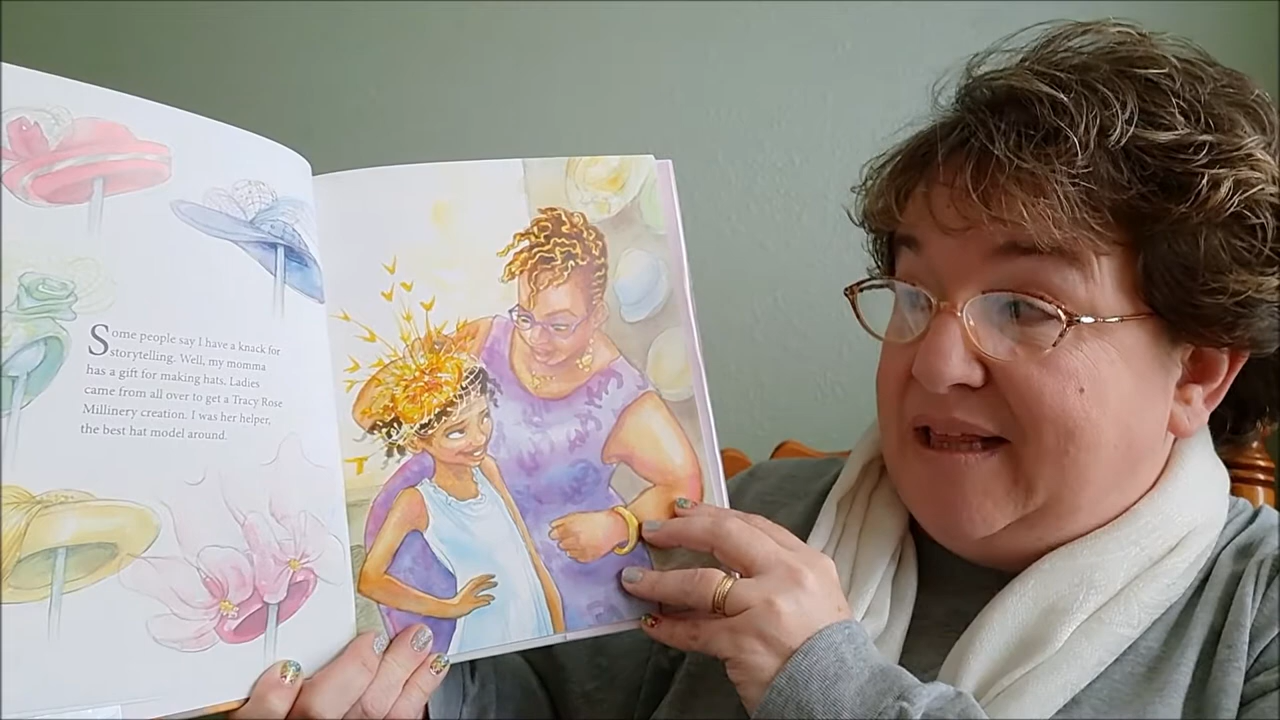 Some people say I have a knack for
storytelling. Well, my momma
has a gift for making hats. Ladies
came from all over to get a Tracy Rose
Millinery creation. I was her helper,
the best hat model around.